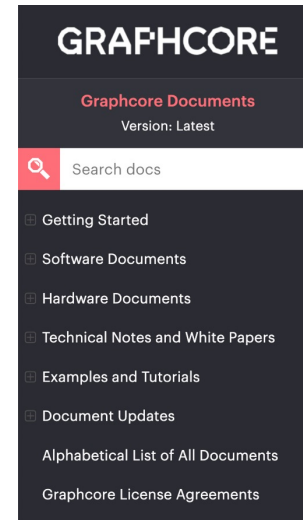 GRAPHCORE
Graphcore Documents
Version: Latest
Search docs
Getting Started
Software Documents
Hardware Documents
Technical Notes and White Papers
Examples and Tutorials
Document Updates
Alphabetical List of All Documents
Graphcore License Agreements